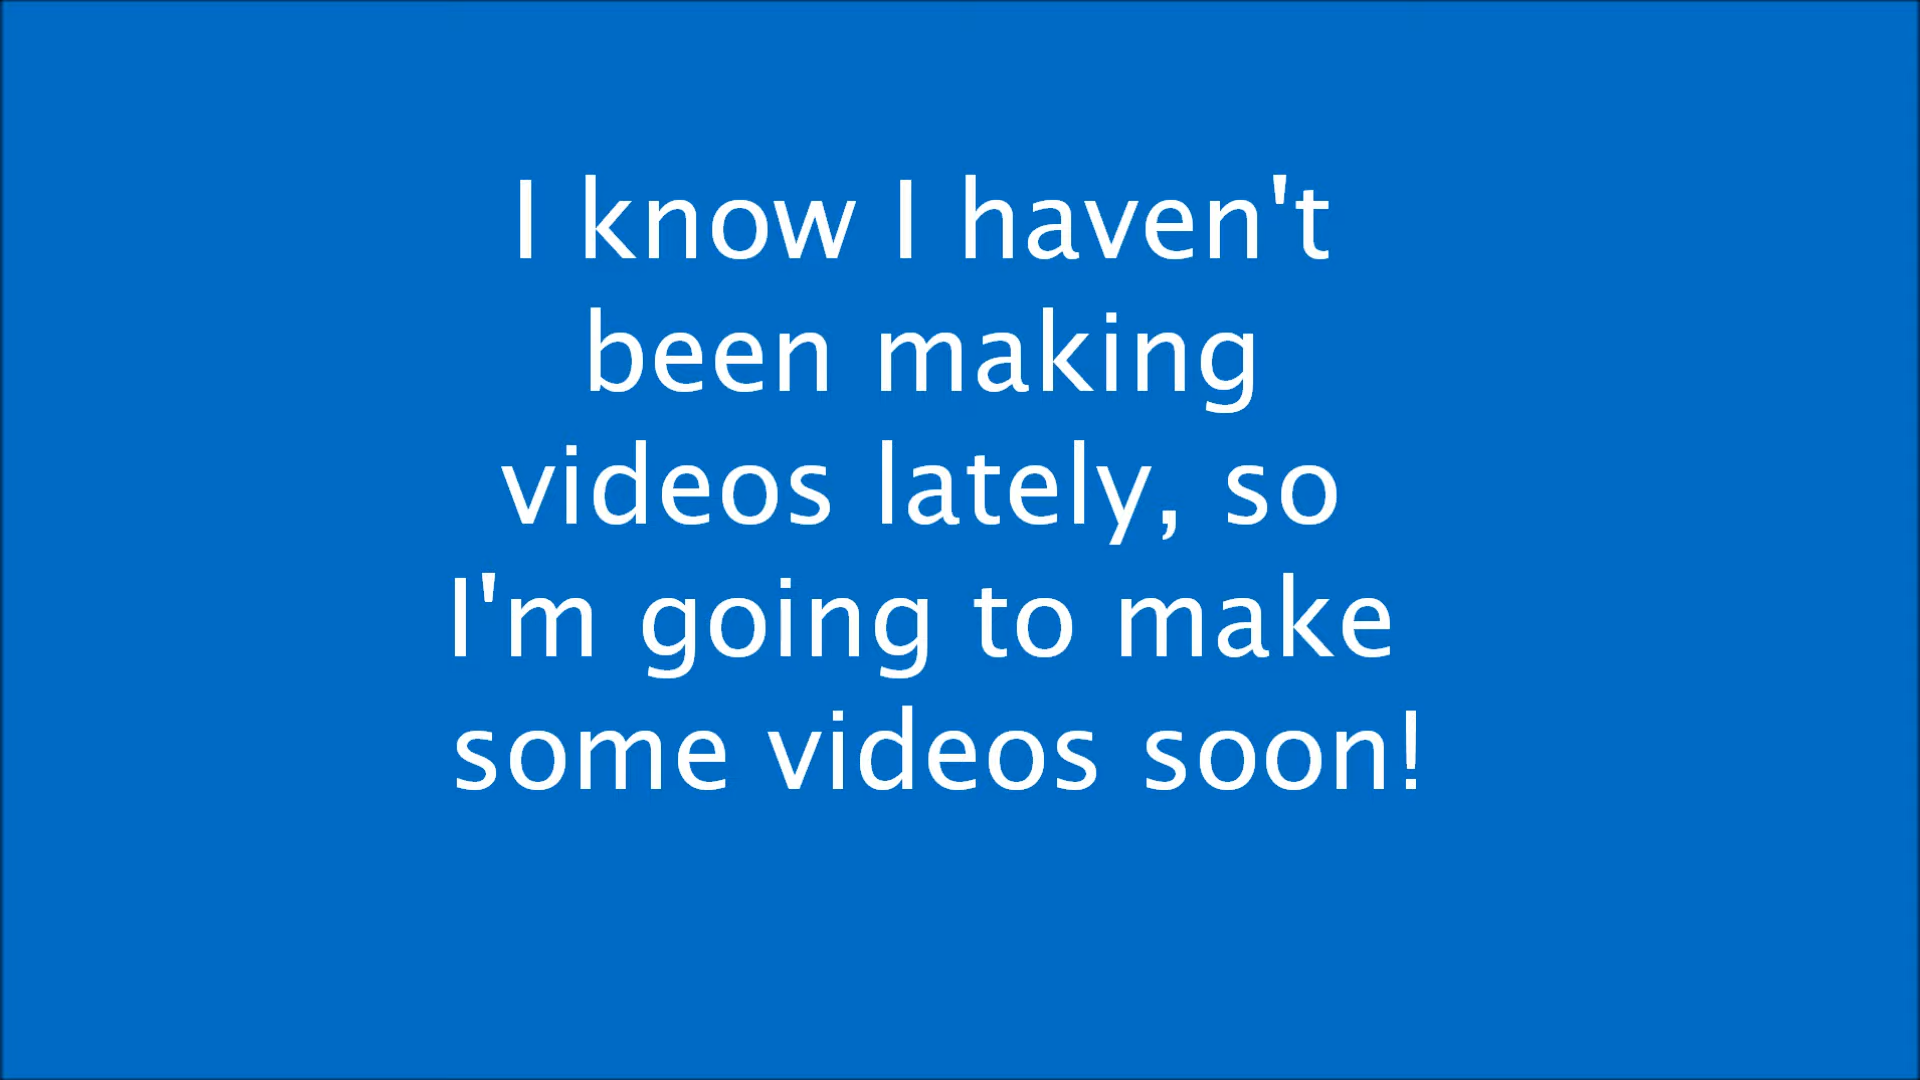 I know I haven't
been making
videos lately, so
I'm going to make
some videos soon!